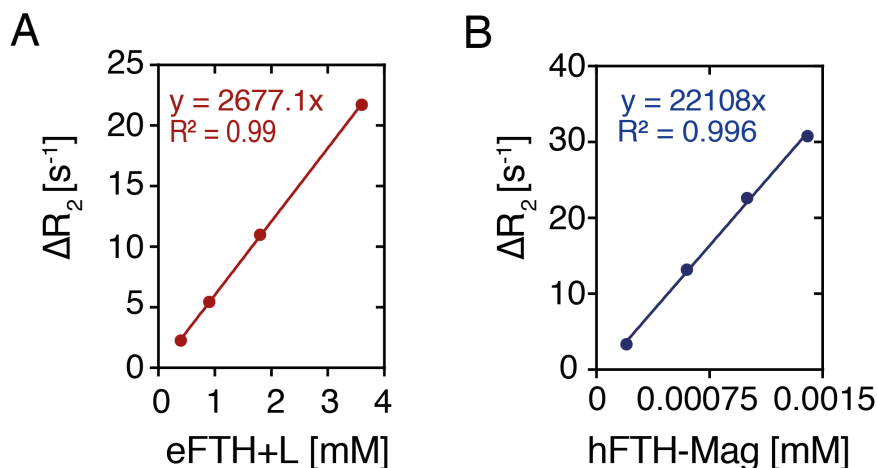 A
25
20
15
10
5
0
ΔR₂ [s⁻¹]
y = 2677.1x
R² = 0.99
0 1 2 3 4
eFTH+L [mM]
B
40
30
20
10
0
ΔR₂ [s⁻¹]
y = 22108x
R² = 0.996
0 0.00075 0.0015
hFTH-Mag [mM]